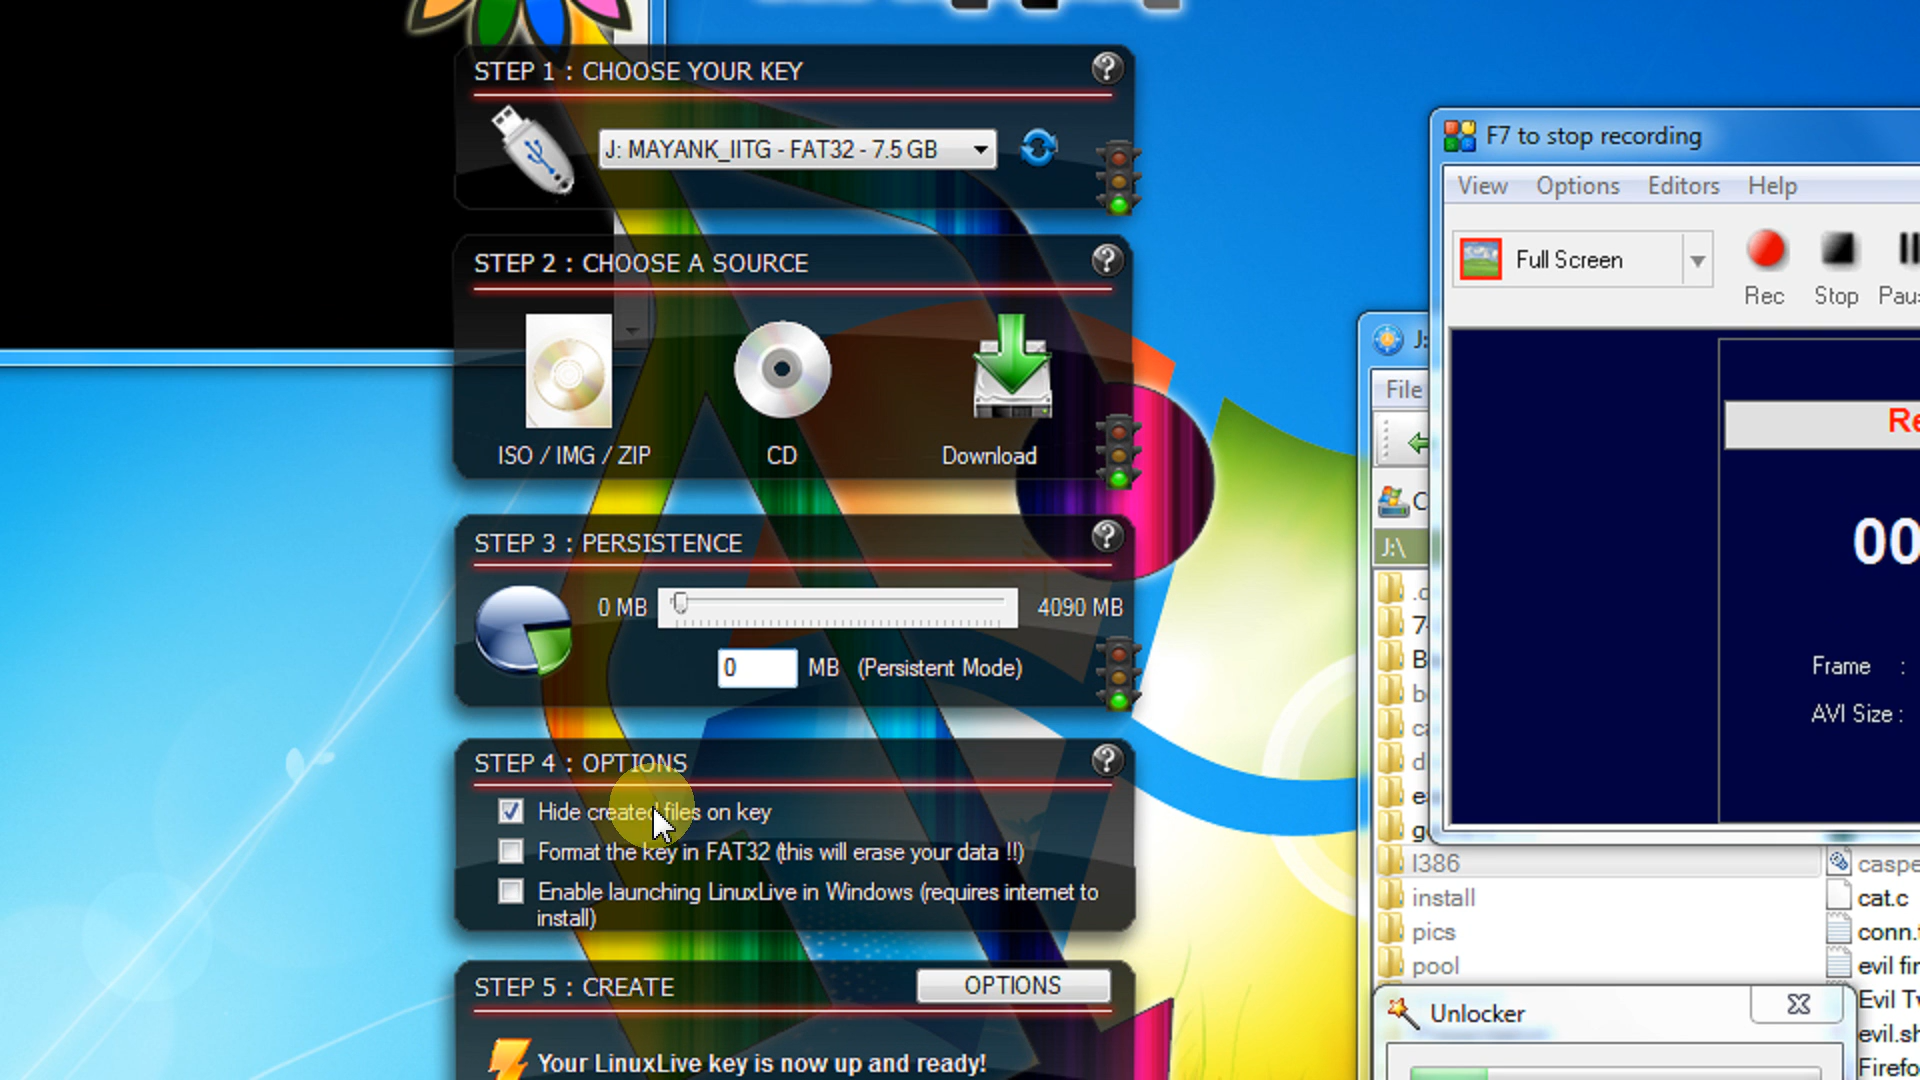 STEP 1 : CHOOSE YOUR KEY
J: MAYANK_IITG - FAT32 - 7.5 GB
STEP 2 : CHOOSE A SOURCE
ISO / IMG / ZIP
CD
Download
STEP 3 : PERSISTENCE
0 MB
4090 MB
0 MB (Persistent Mode)
STEP 4 : OPTIONS
Hide created files on key
Format the key in FAT32 (this will erase your data !!)
Enable launching LinuxLive in Windows (requires internet to
install)
STEP 5 : CREATE
OPTIONS
Your LinuxLive key is now up and ready!
F7 to stop recording
View Options Editors Help
Full Screen
Rec Stop
Re
00
Frame :
AVI Size :
J:
File
J:\
I386
install
pics
pool
cat.c
Unlocker